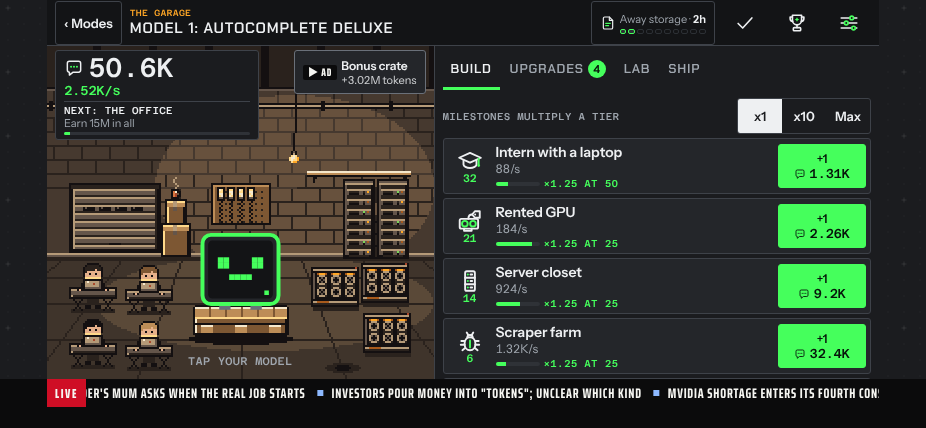 ‹ Modes
THE GARAGE
MODEL 1: AUTOCOMPLETE DELUXE
Away storage · 2h
50.6K
2.52K/s
NEXT: THE OFFICE
Earn 15M in all
AD
Bonus crate
+3.02M tokens
TAP YOUR MODEL
BUILD
UPGRADES 4
LAB
SHIP
MILESTONES MULTIPLY A TIER
x1
x10
Max
Intern with a laptop
88/s
32
×1.25 AT 50
+1
1.31K
Rented GPU
184/s
21
×1.25 AT 25
+1
2.26K
Server closet
924/s
14
×1.25 AT 25
+1
9.2K
Scraper farm
1.32K/s
6
×1.25 AT 25
+1
32.4K
LIVE
MUM ASKS WHEN THE REAL JOB STARTS
INVESTORS POUR MONEY INTO "TOKENS"; UNCLEAR WHICH KIND
MVIDIA SHORTAGE ENTERS ITS FOURTH